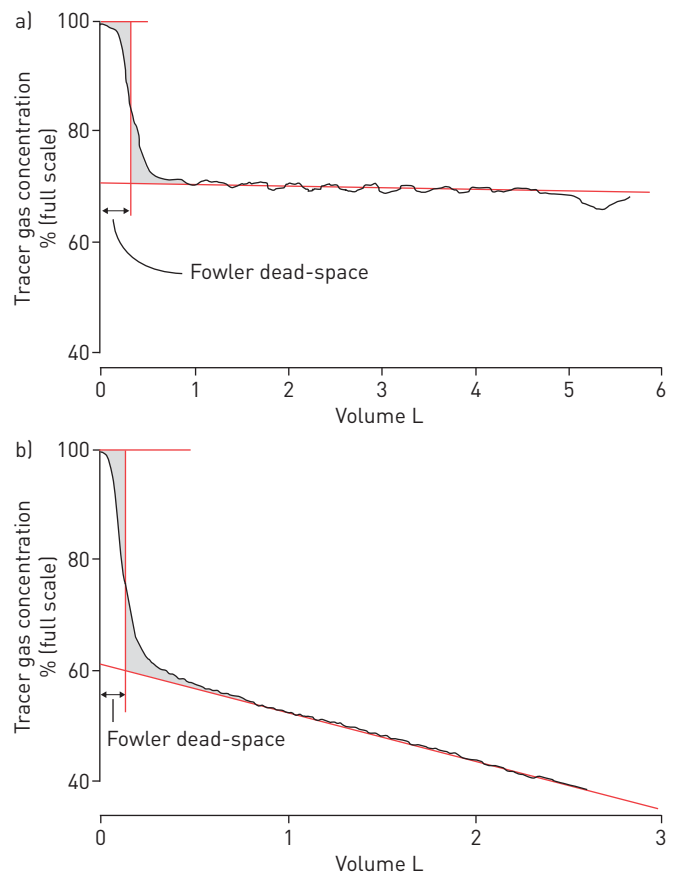 a)
Tracer gas concentration
% (full scale)
100
80
60
40
Fowler dead-space
0 1 2 3 4 5 6
Volume L
b)
Tracer gas concentration
% (full scale)
100
80
60
40
Fowler dead-space
0 1 2 3
Volume L